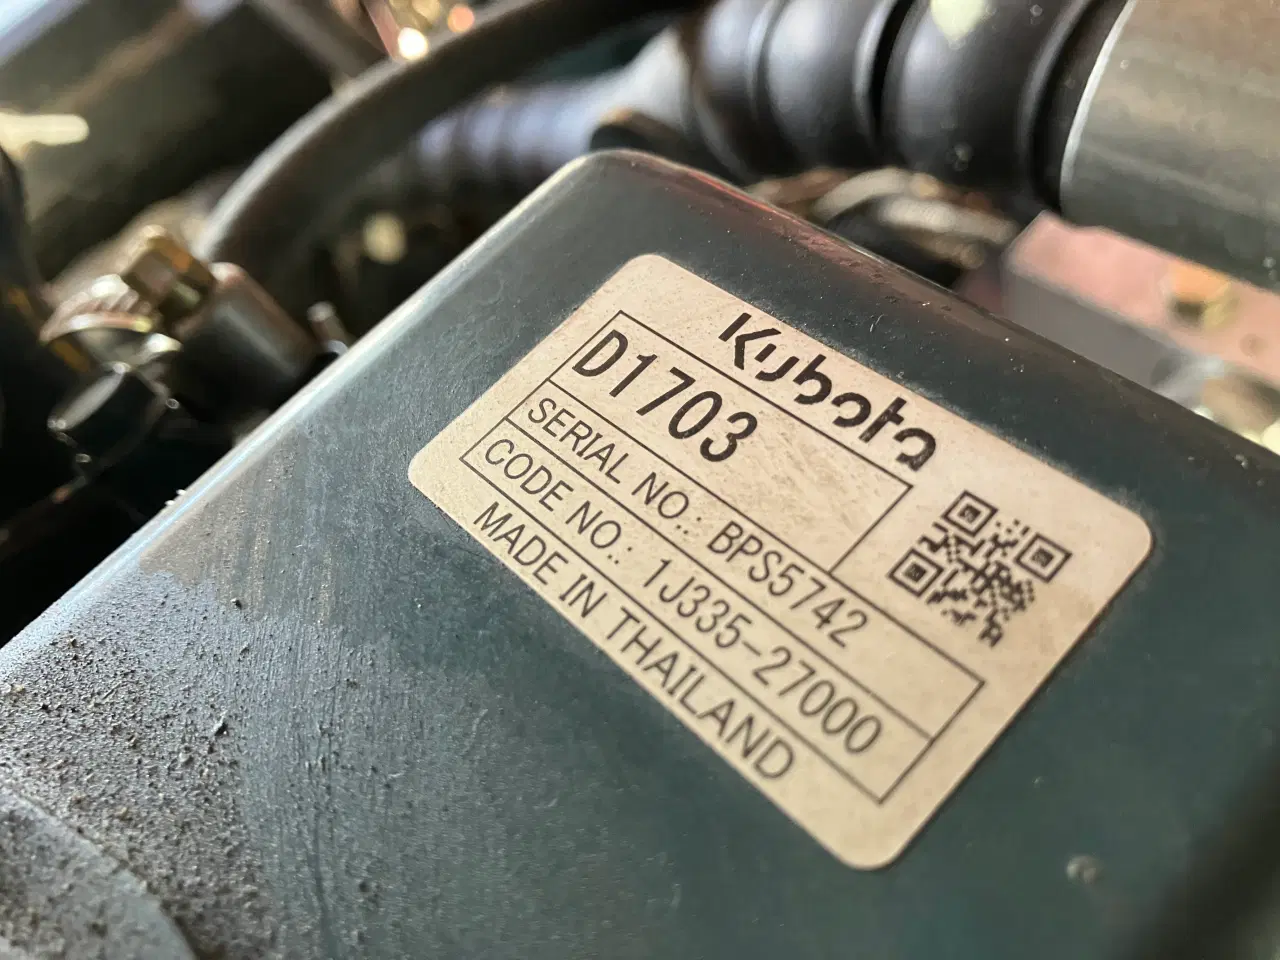 Kubota
D1703
SERIAL NO.: BPS5742
CODE NO.: 1J335-27000
MADE IN THAILAND